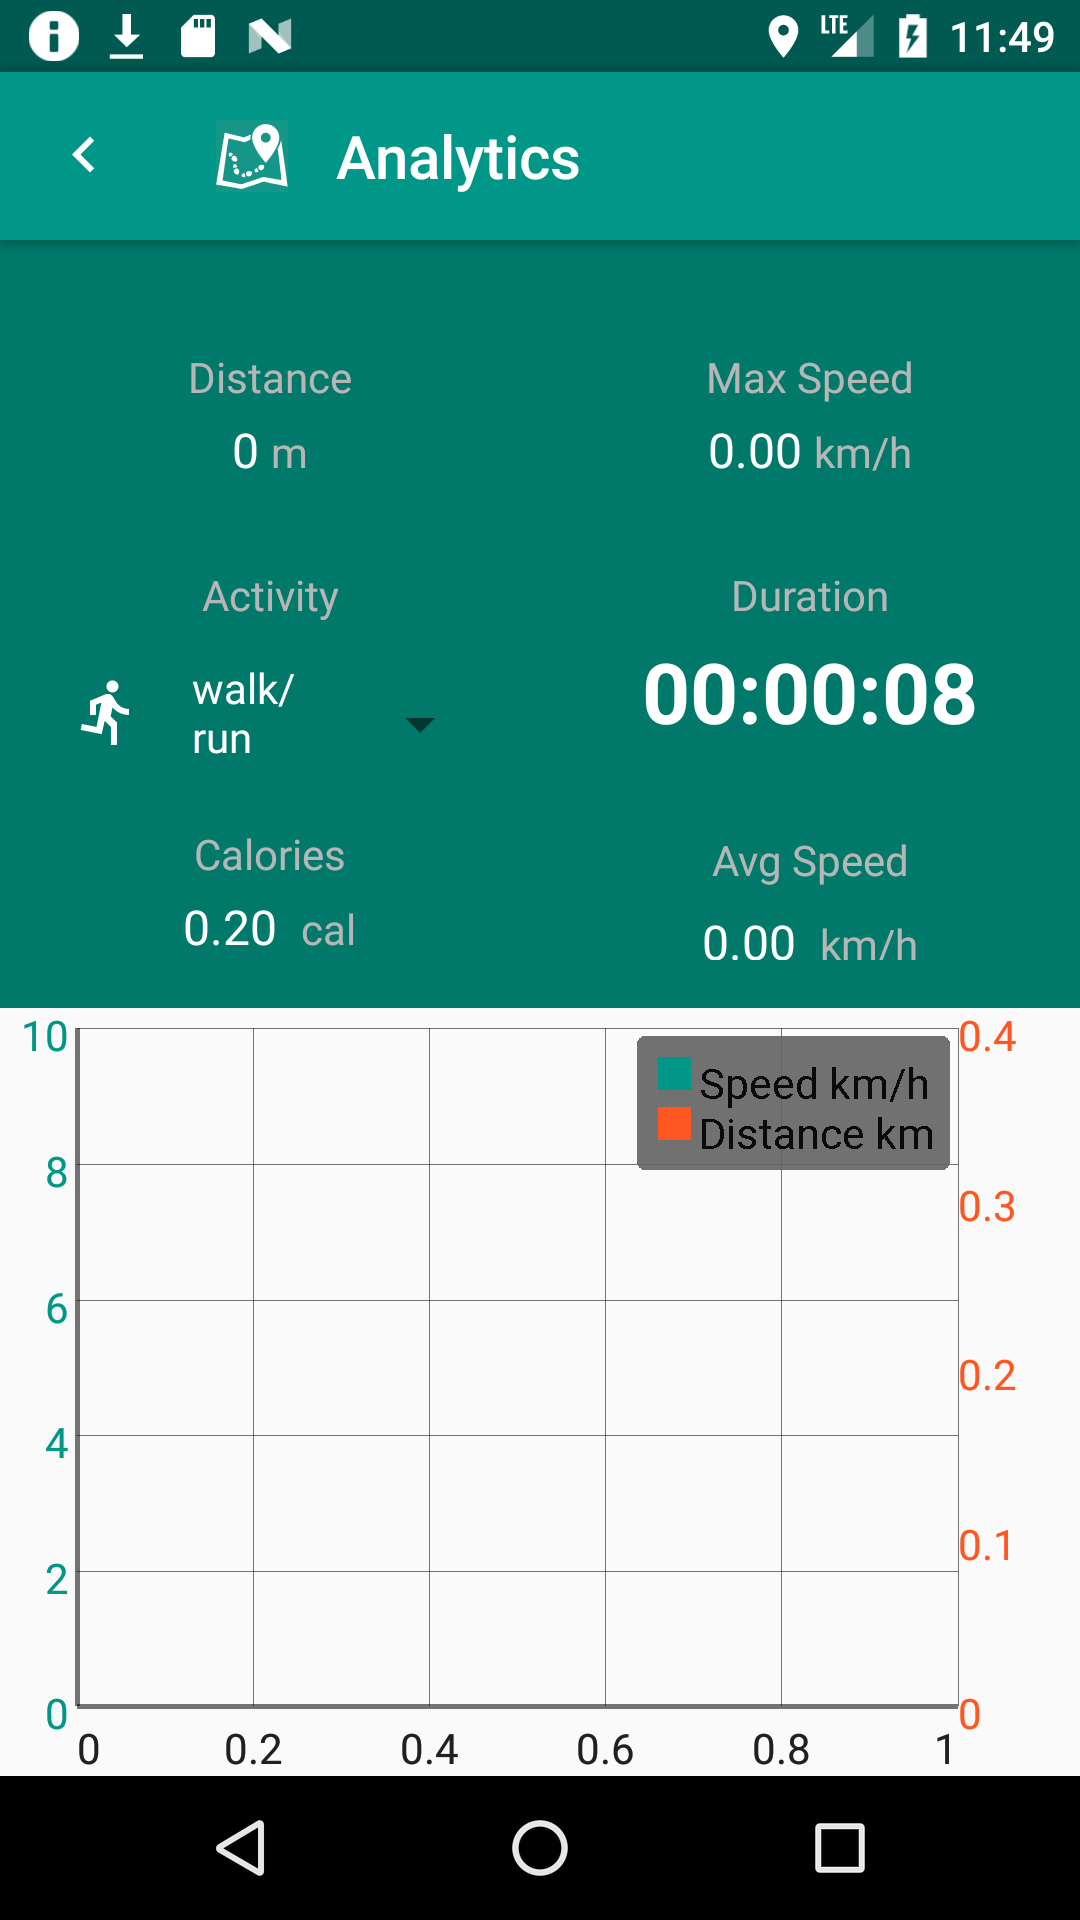 LTE 11:49
Analytics
Distance
0 m
Max Speed
0.00 km/h
Activity
walk/
run
Duration
00:00:08
Calories
0.20 cal
Avg Speed
0.00 km/h
Speed km/h
Distance km
10
8
6
4
2
0
0.4
0.3
0.2
0.1
0
0 0.2 0.4 0.6 0.8 1